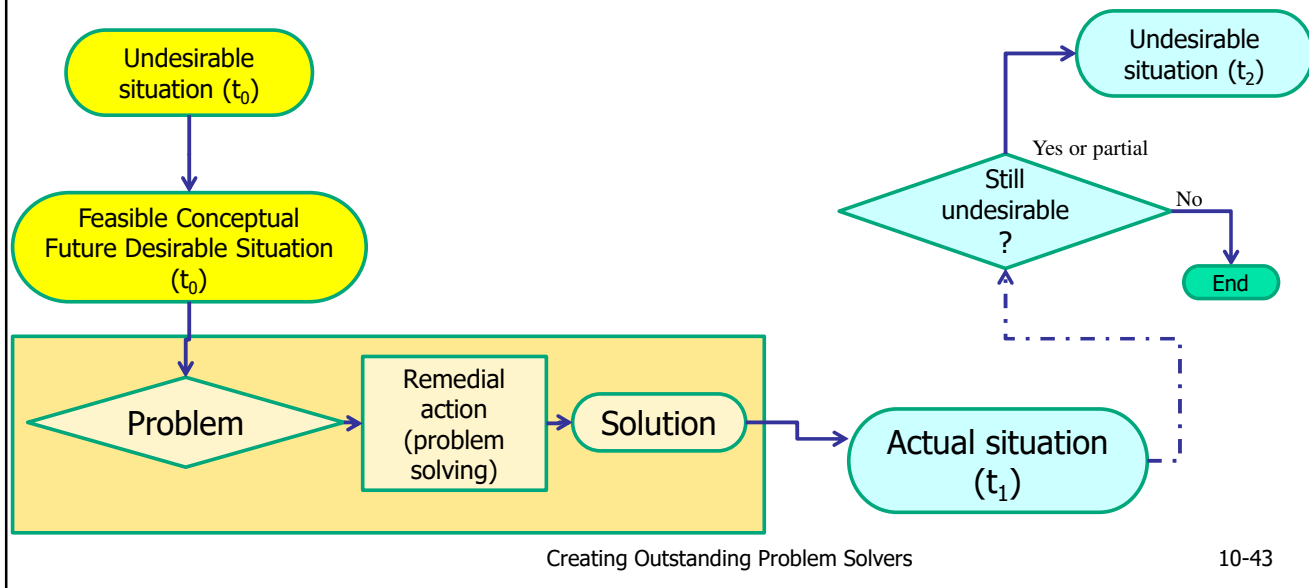 Undesirable
situation (t₀)
Feasible Conceptual
Future Desirable Situation
(t₀)
Problem
Remedial
action
(problem
solving)
Solution
Actual situation
(t₁)
Still
undesirable
?
Yes or partial
No
End
Undesirable
situation (t₂)
Creating Outstanding Problem Solvers
10-43